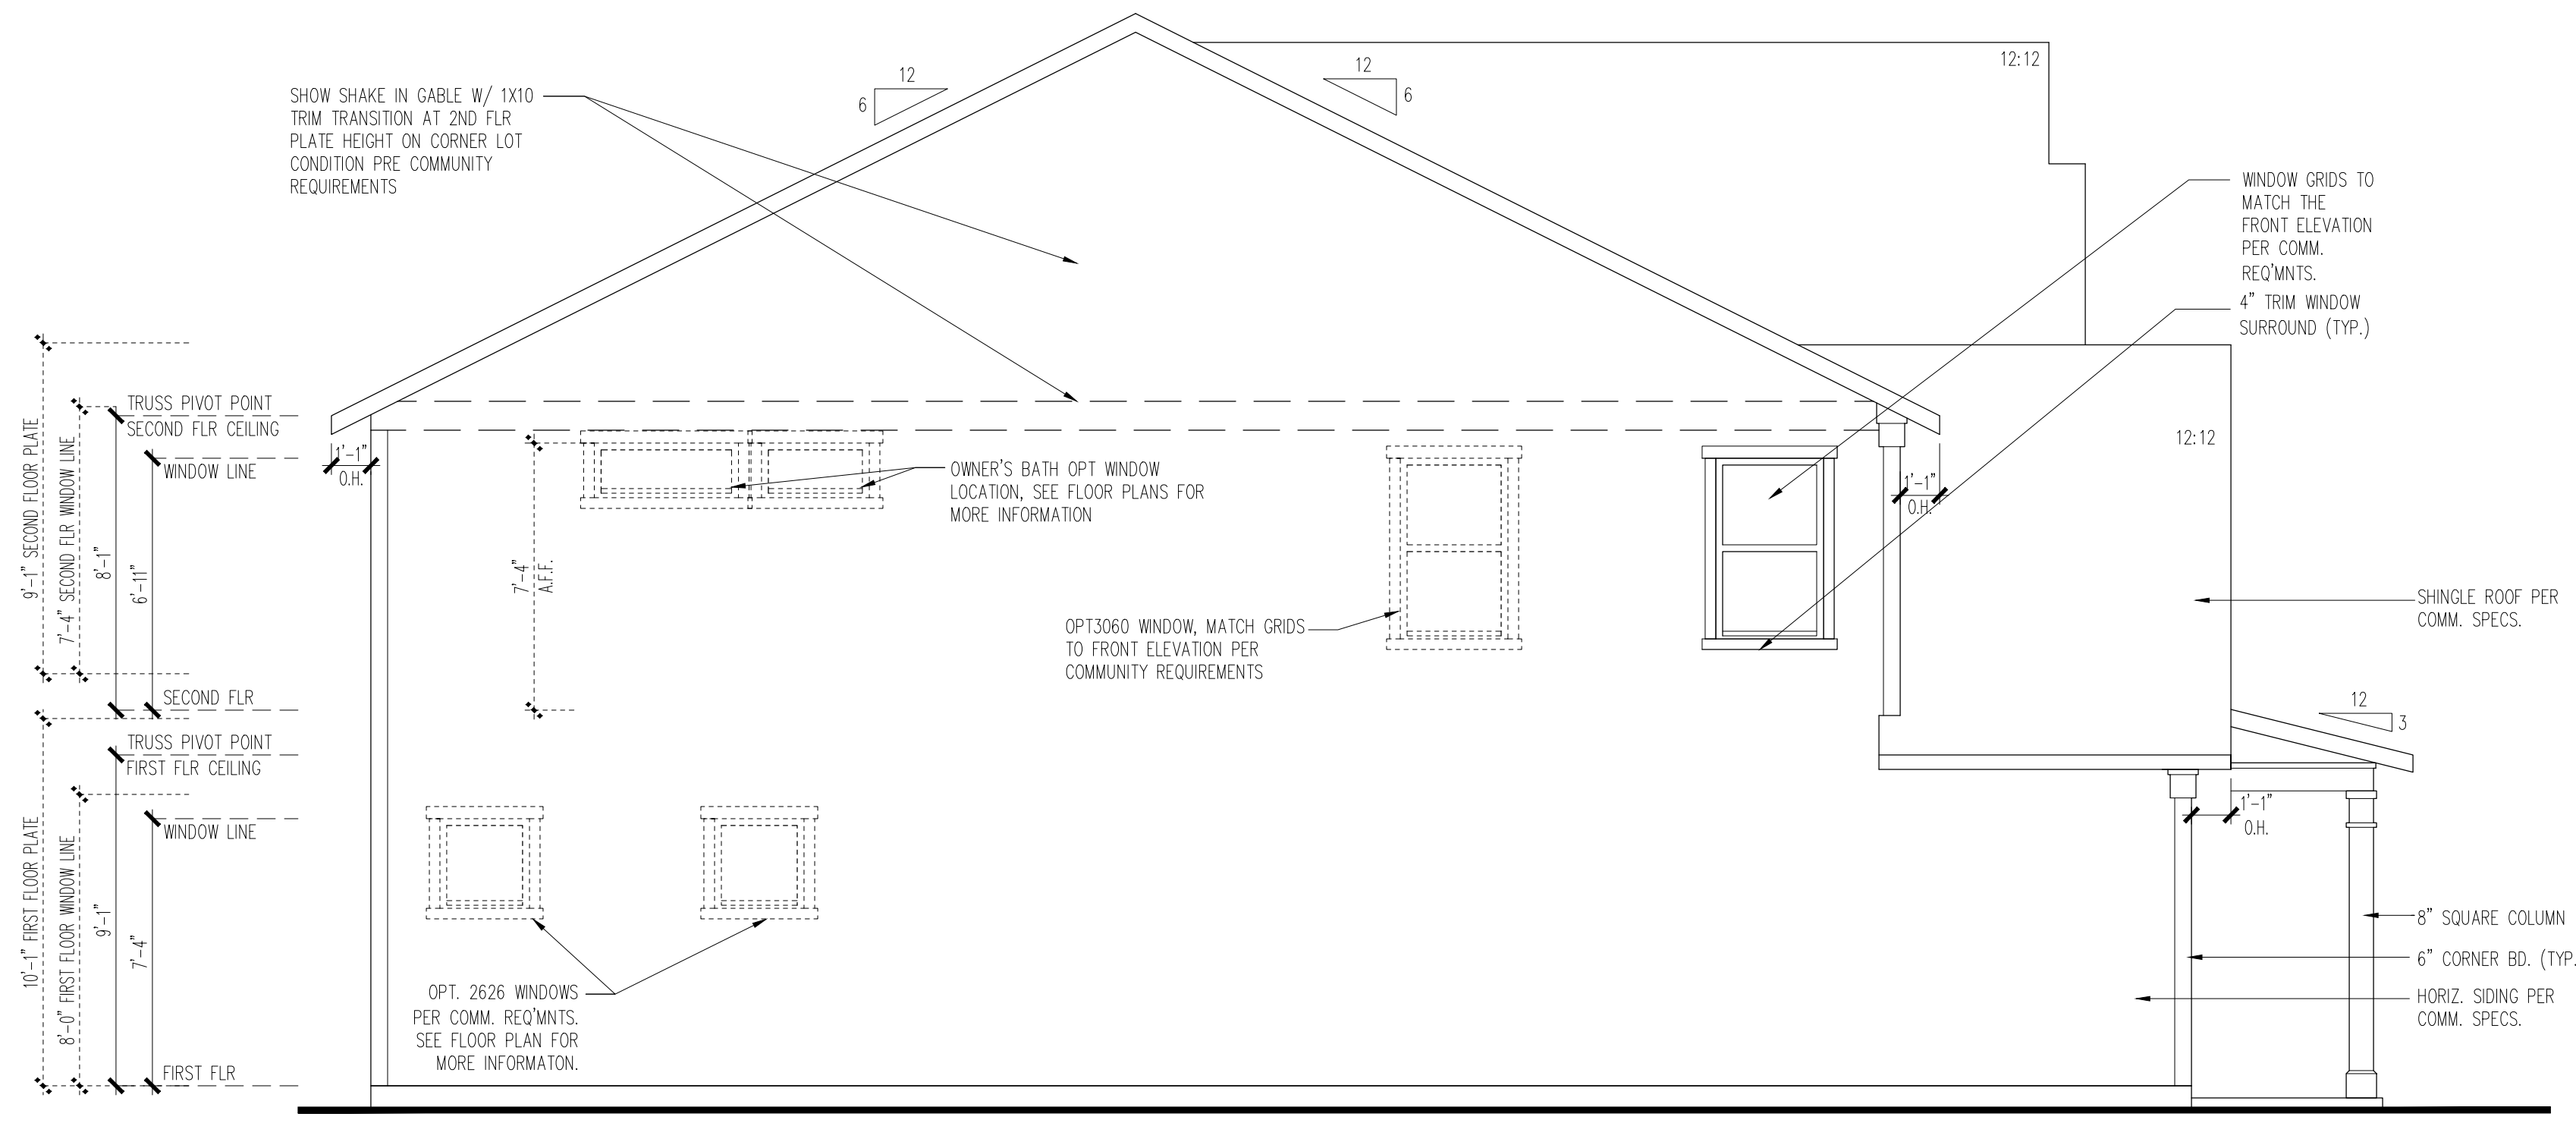 12
6
12
6
12:12
SHOW SHAKE IN GABLE W/ 1X10
TRIM TRANSITION AT 2ND FLR
PLATE HEIGHT ON CORNER LOT
CONDITION PRE COMMUNITY
REQUIREMENTS
WINDOW GRIDS TO
MATCH THE
FRONT ELEVATION
PER COMM.
REQ'MNTS.
4" TRIM WINDOW
SURROUND (TYP.)
9'-1" SECOND FLOOR PLATE
7'-4" SECOND FLR WINDOW LINE
8'-1"
6'-11"
TRUSS PIVOT POINT
SECOND FLR CEILING
WINDOW LINE
1'-1"
O.H.
7'-4"
A.F.F.
OWNER'S BATH OPT WINDOW
LOCATION, SEE FLOOR PLANS FOR
MORE INFORMATION
1'-1"
O.H.
12:12
OPT3060 WINDOW, MATCH GRIDS
TO FRONT ELEVATION PER
COMMUNITY REQUIREMENTS
SHINGLE ROOF PER
COMM. SPECS.
SECOND FLR
12
3
TRUSS PIVOT POINT
FIRST FLR CEILING
WINDOW LINE
10'-1" FIRST FLOOR PLATE
8'-0" FIRST FLOOR WINDOW LINE
9'-1"
7'-4"
1'-1"
O.H.
8" SQUARE COLUMN
6" CORNER BD. (TYP.
HORIZ. SIDING PER
COMM. SPECS.
OPT. 2626 WINDOWS
PER COMM. REQ'MNTS.
SEE FLOOR PLAN FOR
MORE INFORMATON.
FIRST FLR